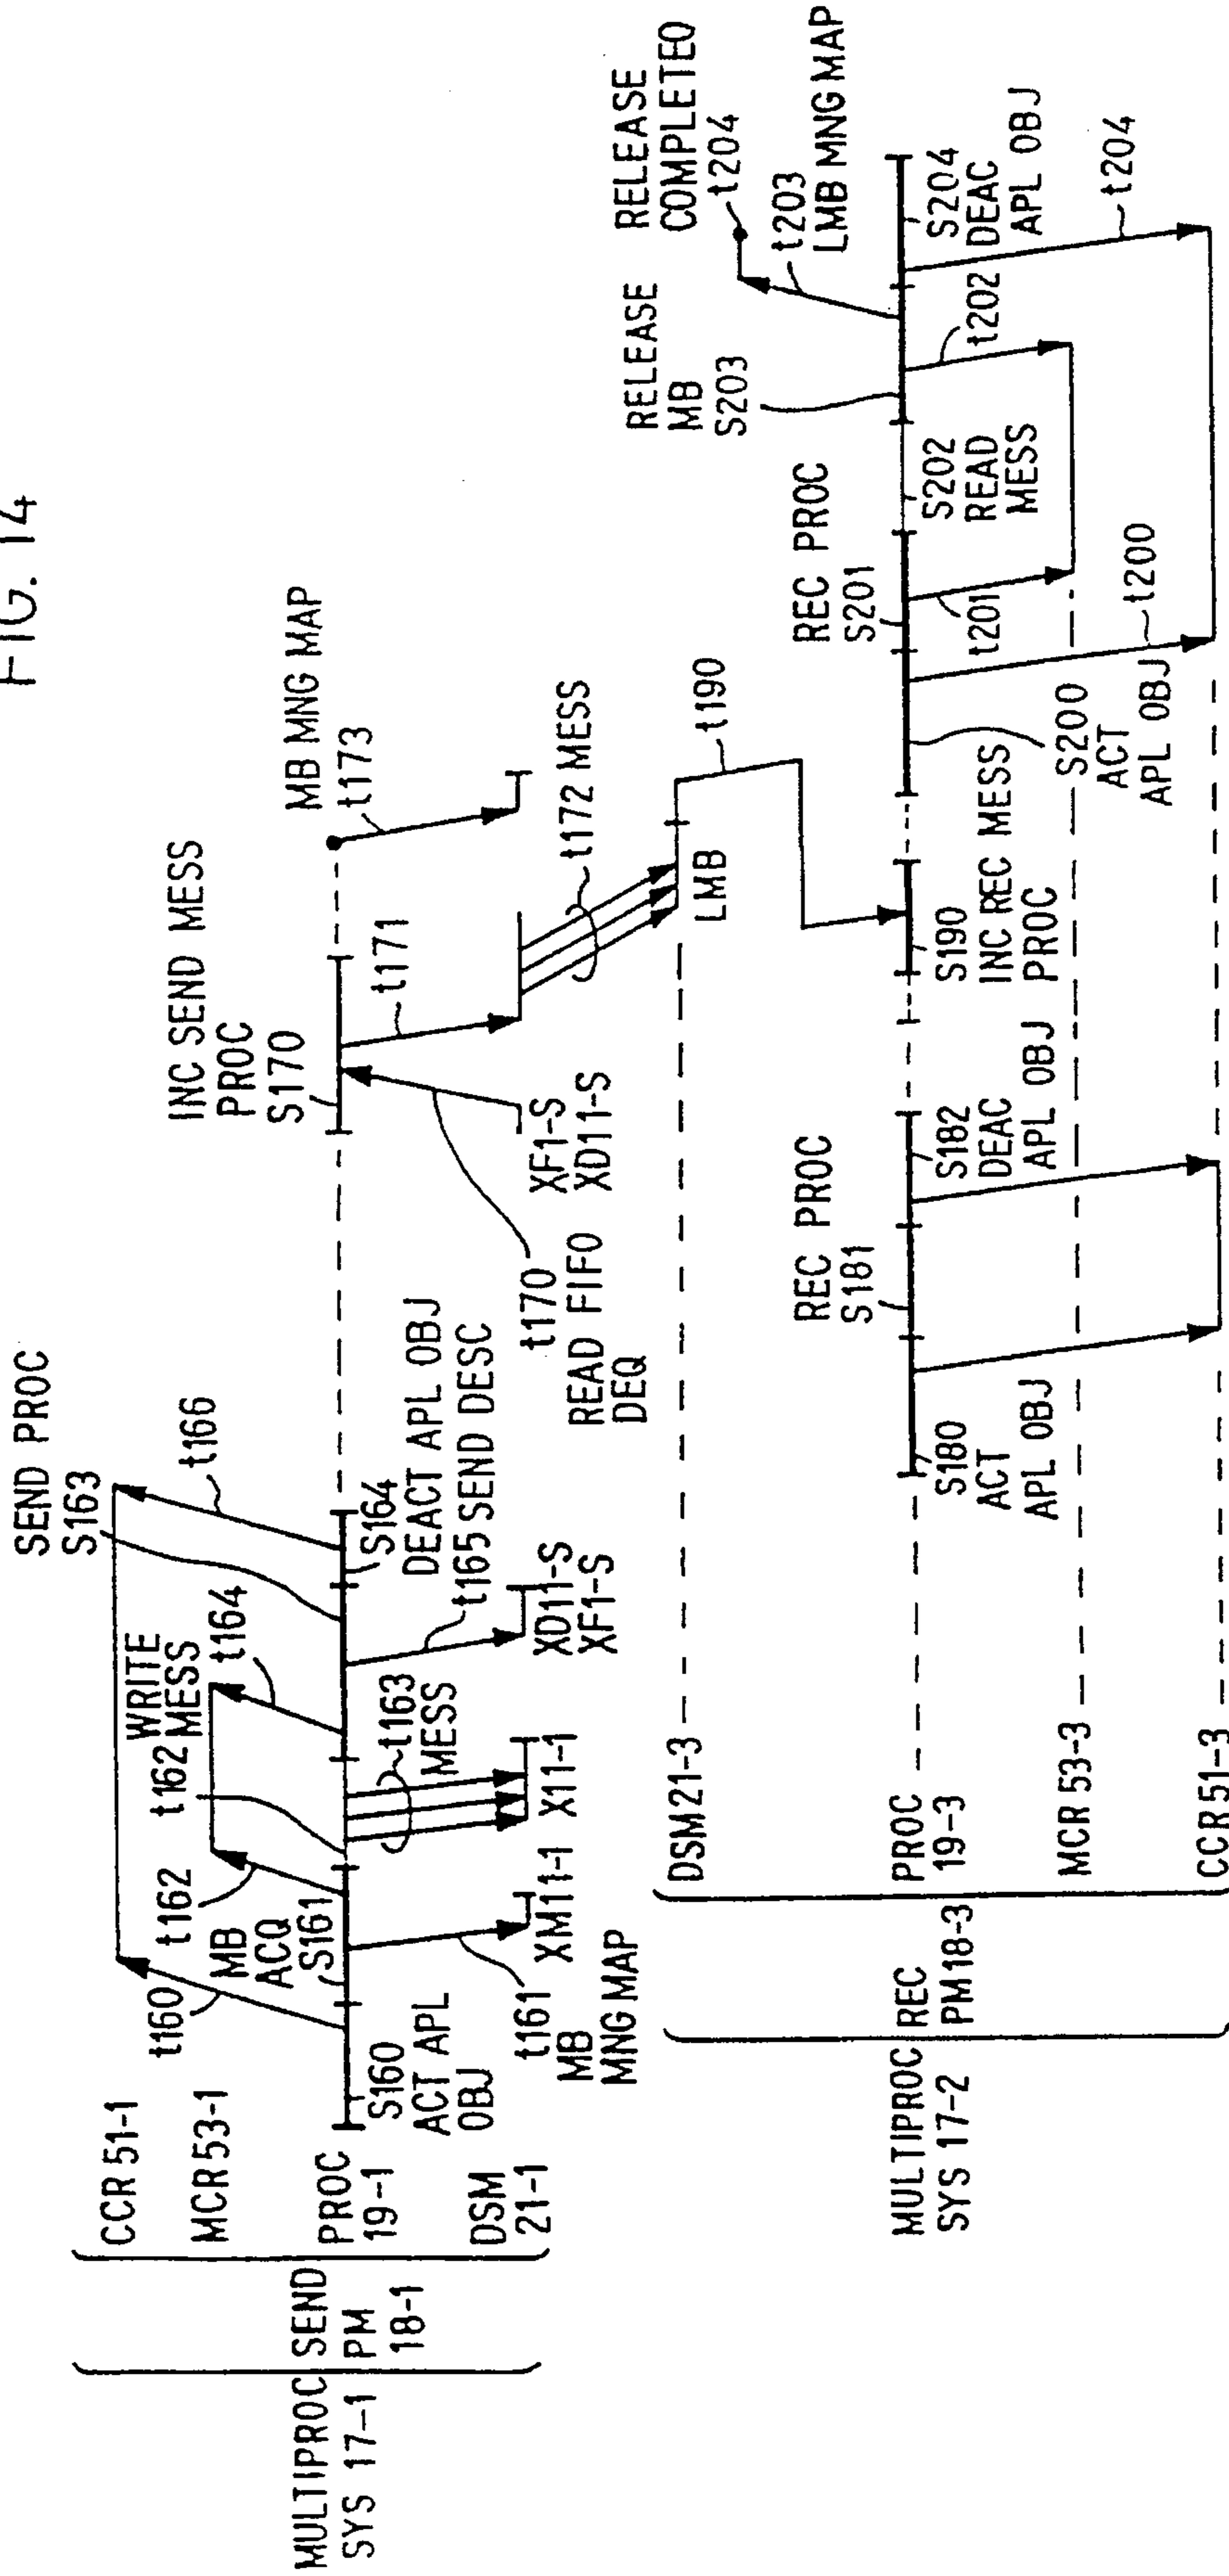 FIG. 14
MULTIPROC
SYS 17-1
SEND
PM
18-1
CCR 51-1
MCR 53-1
PROC
19-1
DSM
21-1
t160
S160
ACT APL
OBJ
MB
ACQ
S161
t161
MB
MNG MAP
XM11-1
t162
t162
WRITE
MESS
t163
MESS
X11-1
t164
SEND PROC
S163
t165 SEND DESC
XD11-S
XF1-S
S164
DEACT APL OBJ
t166
INC SEND MESS
PROC
S170
t170
READ FIFO
DEQ
XF1-S
XD11-S
t171
t172 MESS
MB MNG MAP
t173
MULTIPROC
SYS 17-2
REC
PM18-3
DSM21-3
PROC
19-3
MCR 53-3
CCR 51-3
LMB
t190
S180
ACT
APL OBJ
REC PROC
S181
S182
DEAC
APL OBJ
S190
INC REC MESS
PROC
S200
ACT
APL OBJ
t200
REC PROC
S201
t201
S202
READ
MESS
RELEASE
MB
S203
t202
t203
LMB MNG MAP
RELEASE
COMPLETED
t204
S204
DEAC
APL OBJ
t204